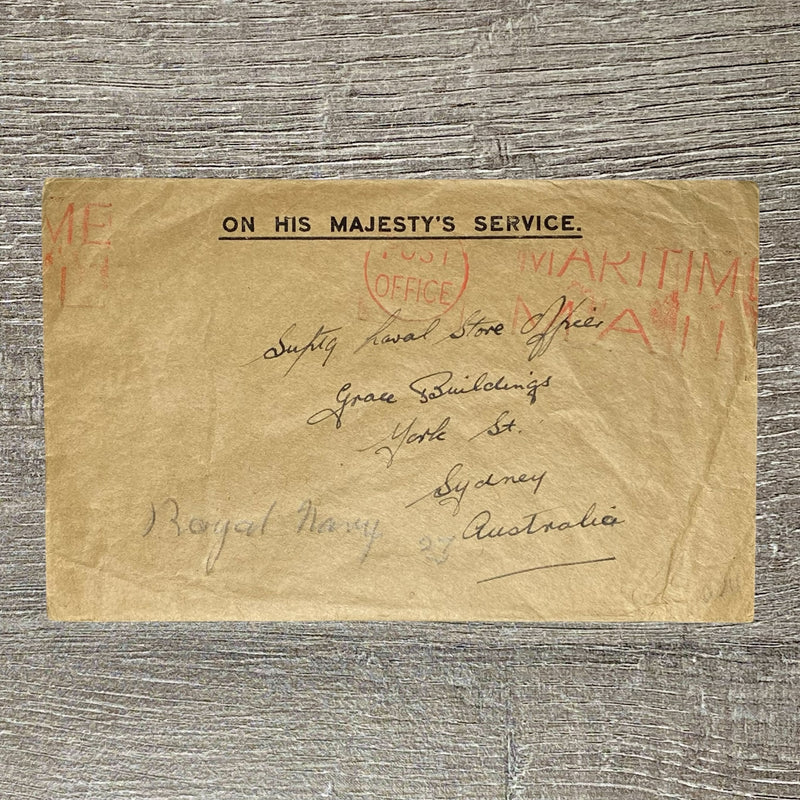 ON HIS MAJESTY'S SERVICE.
ME
POST
OFFICE
MARITIME
MAIL
Suptg Naval Store Officer
Grace Buildings
York St.
Sydney
Australia
Royal Navy